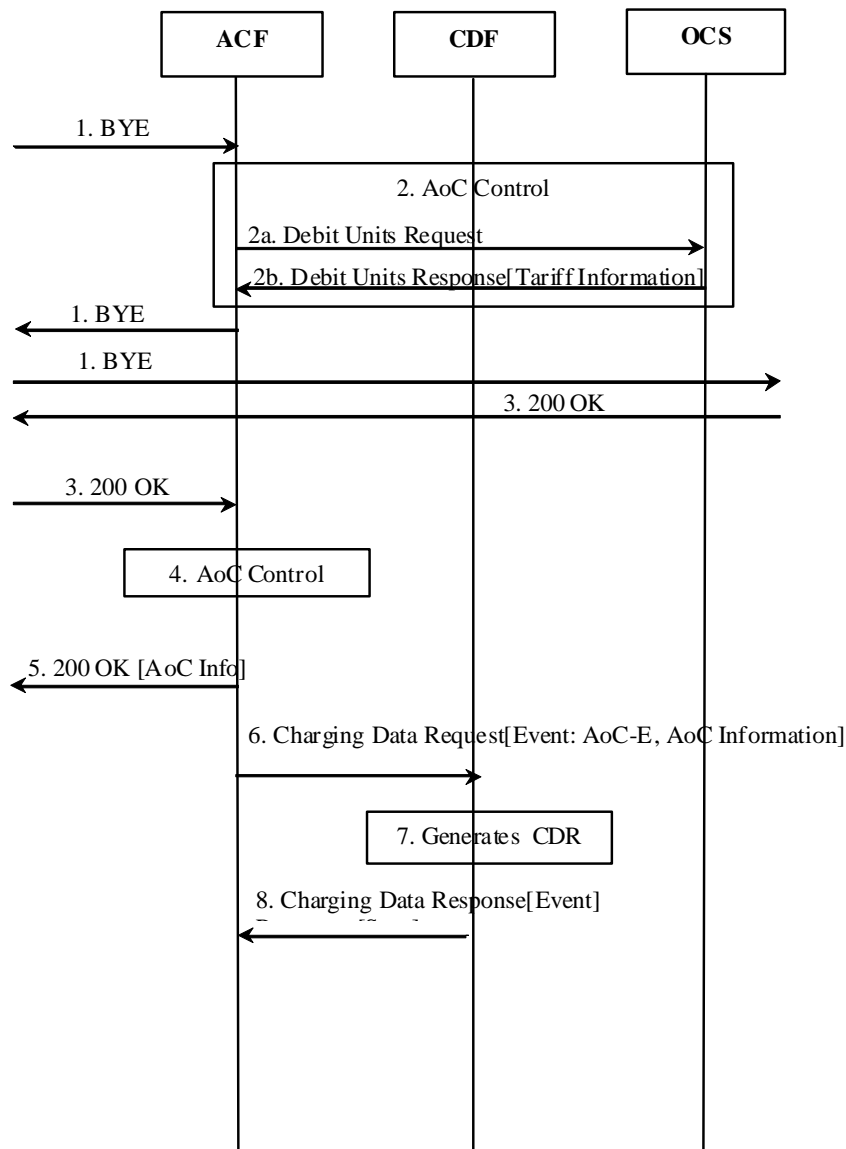 ACF
CDF
OCS
1. BYE
2. AoC Control
2a. Debit Units Request
2b. Debit Units Response[Tariff Information]
1. BYE
1. BYE
3. 200 OK
3. 200 OK
4. AoC Control
5. 200 OK [AoC Info]
6. Charging Data Request[Event: AoC-E, AoC Information]
7. Generates CDR
8. Charging Data Response[Event]